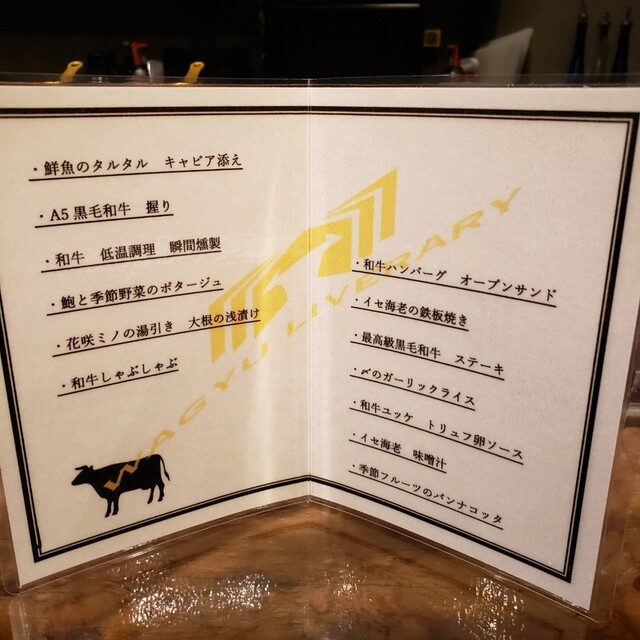 ・鮮魚のタルタル　キャビア添え
・A5黒毛和牛　握り
・和牛　低温調理　瞬間燻製
・鮑と季節野菜のポタージュ
・花咲ミノの湯引き　大根の浅漬け
・和牛しゃぶしゃぶ
・和牛ハンバーグ　オープンサンド
・イセ海老の鉄板焼き
・最高級黒毛和牛　ステーキ
・〆のガーリックライス
・和牛ユッケ　トリュフ卵ソース
・イセ海老　味噌汁
・季節フルーツのパンナコッタ
WAGYU LIVERARY